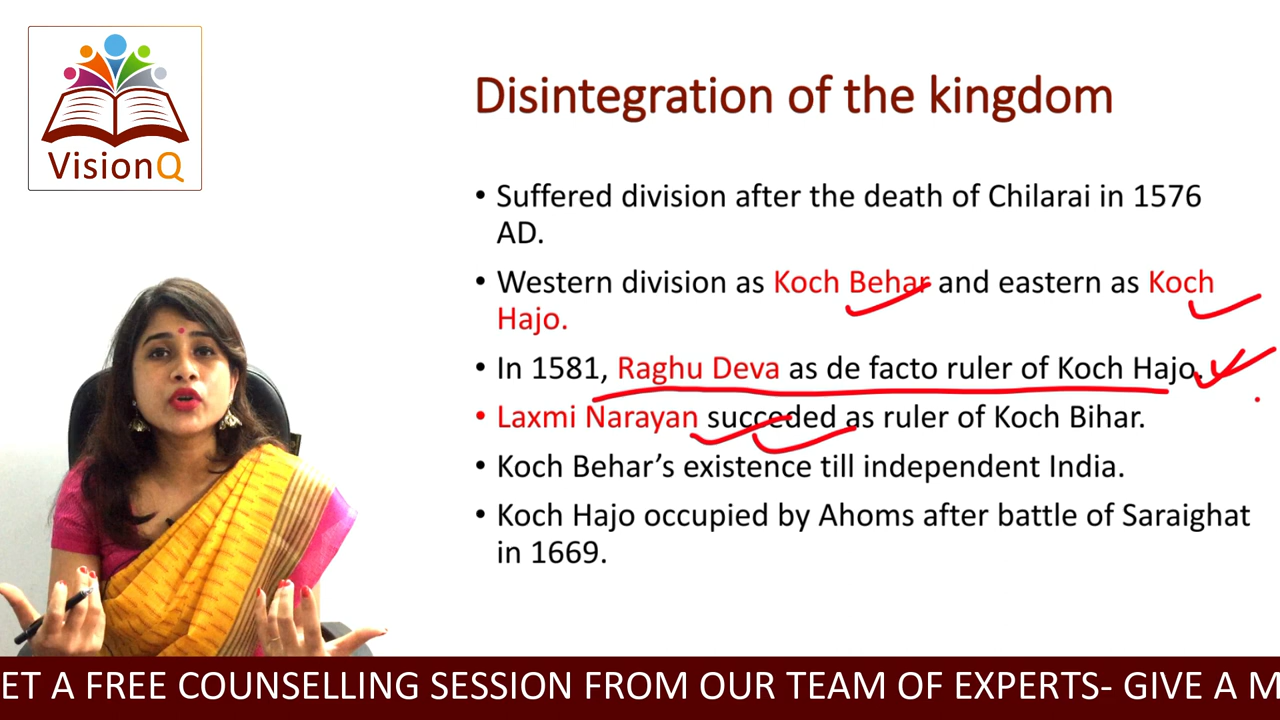 VisionQ
Disintegration of the kingdom
• Suffered division after the death of Chilarai in 1576
AD.
• Western division as Koch Behar and eastern as Koch
Hajo.
• In 1581, Raghu Deva as de facto ruler of Koch Hajo.
• Laxmi Narayan succeded as ruler of Koch Bihar.
• Koch Behar’s existence till independent India.
• Koch Hajo occupied by Ahoms after battle of Saraighat
in 1669.
ET A FREE COUNSELLING SESSION FROM OUR TEAM OF EXPERTS- GIVE A M